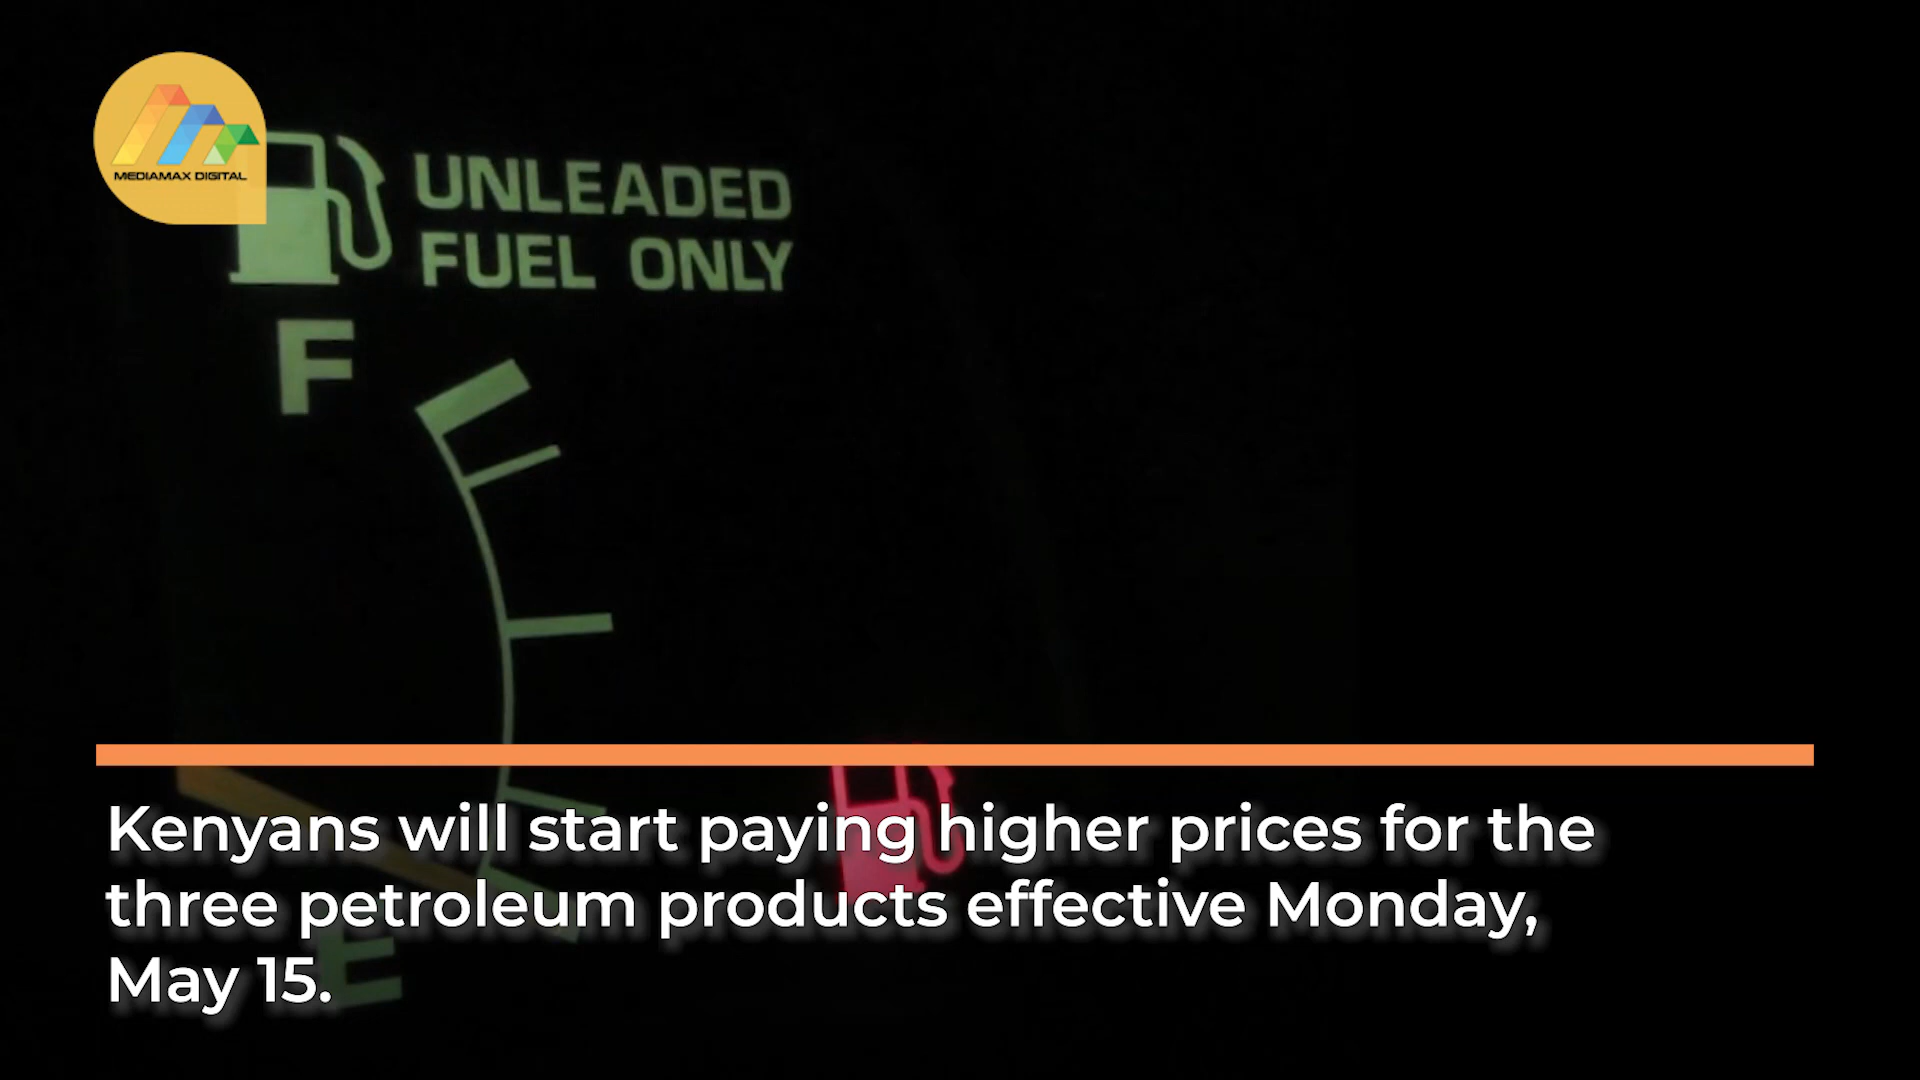 MEDIAMAX DIGITAL
UNLEADED
FUEL ONLY
F
Kenyans will start paying higher prices for the
three petroleum products effective Monday,
May 15.
E